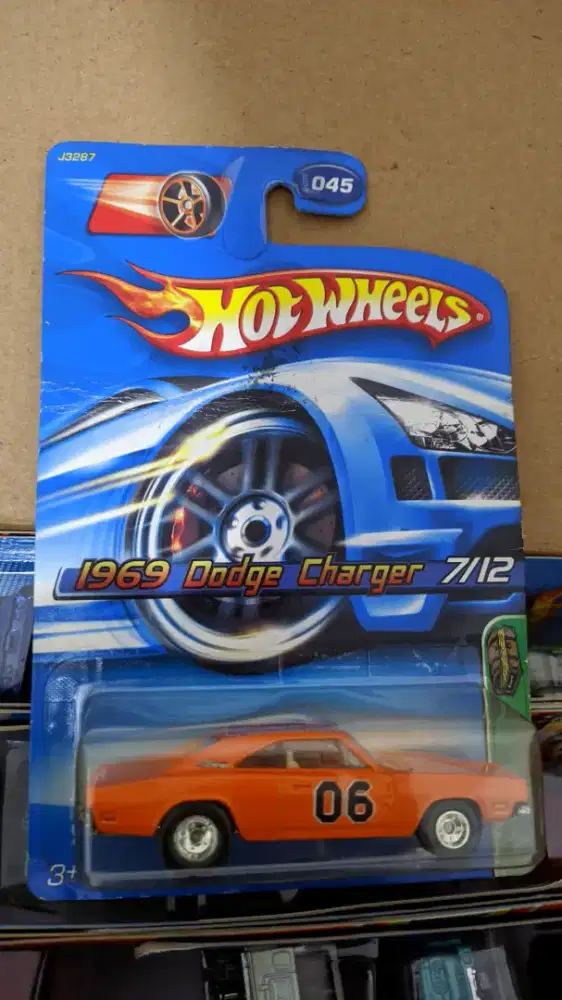 J3287
045
HOT WHEELS®
1969 Dodge Charger 7/12
06
3+